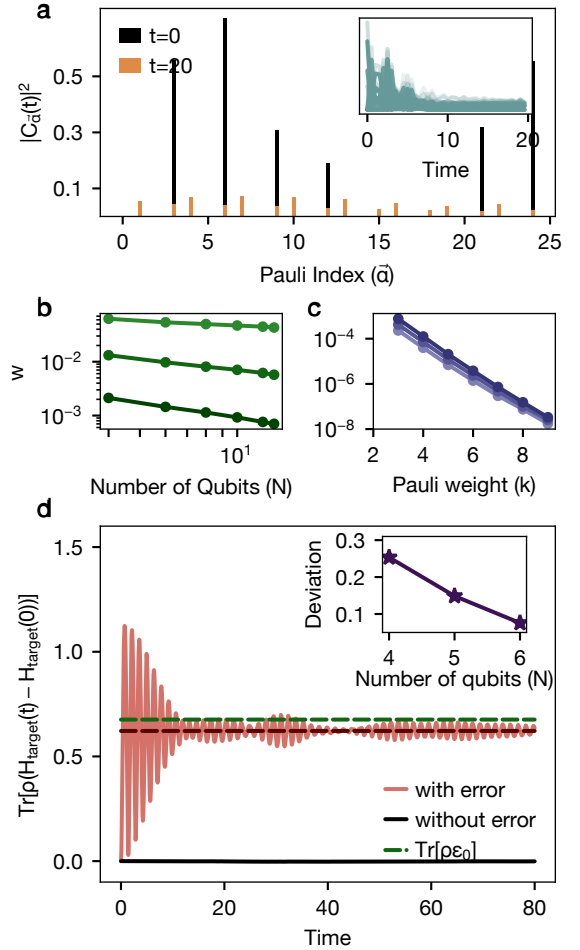 a
|C_α⃗(t)|²
0.5
0.3
0.1
t=0
t=20
0 20
Time
0 5 10 15 20 25
Pauli Index (α⃗)
b
w
10⁻²
10⁻³
10¹
Number of Qubits (N)
c
10⁻⁴
10⁻⁶
10⁻⁸
2 4 6 8
Pauli weight (k)
d
Tr[ρ(H_target(t) − H_target(0))]
1.5
1.0
0.5
0.0
Deviation
0.3
0.2
0.1
4 5 6
Number of qubits (N)
with error
without error
Tr[ρε₀]
0 20 40 60 80
Time